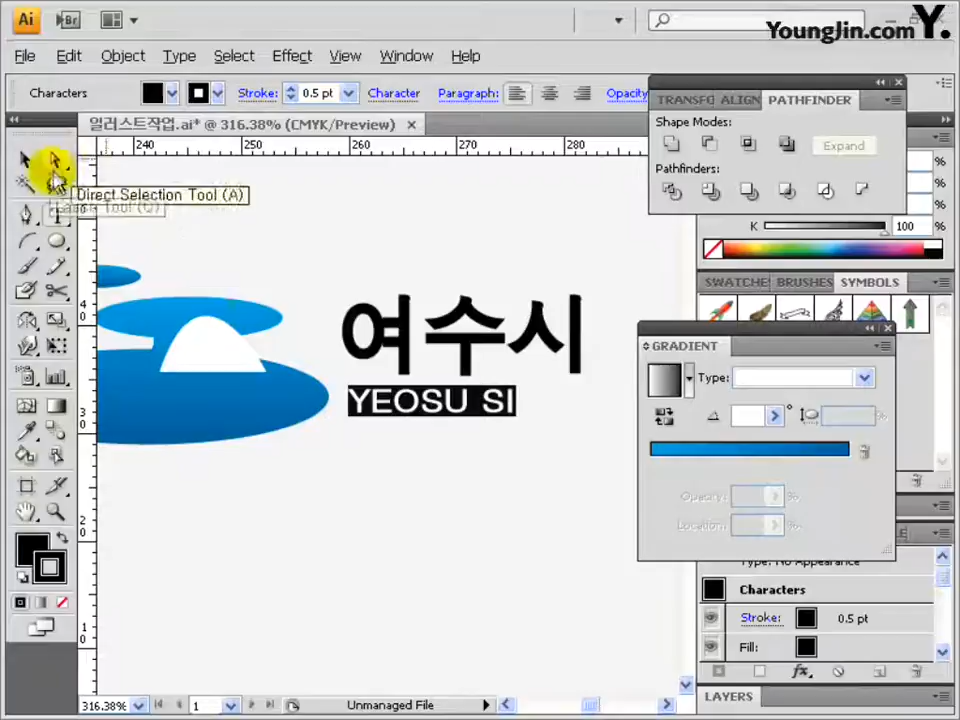 Ai Br
YoungJin.com Y.
File Edit Object Type Select Effect View Window Help
Characters Stroke: 0.5 pt Character Paragraph: Opacity
일러스트작업.ai* @ 316.38% (CMYK/Preview)
240 250 260 270 280
TRANSFO ALIGN PATHFINDER
Shape Modes:
Expand
Pathfinders:
Direct Selection Tool (A)
Lasso Tool (Q)
%
%
%
K 100 %
SWATCHE BRUSHES SYMBOLS
GRADIENT
Type:
여수시
YEOSU SI
Opacity: %
Location: %
Type: No Appearance
Characters
Stroke: 0.5 pt
Fill:
LAYERS
316.38% 1 Unmanaged File